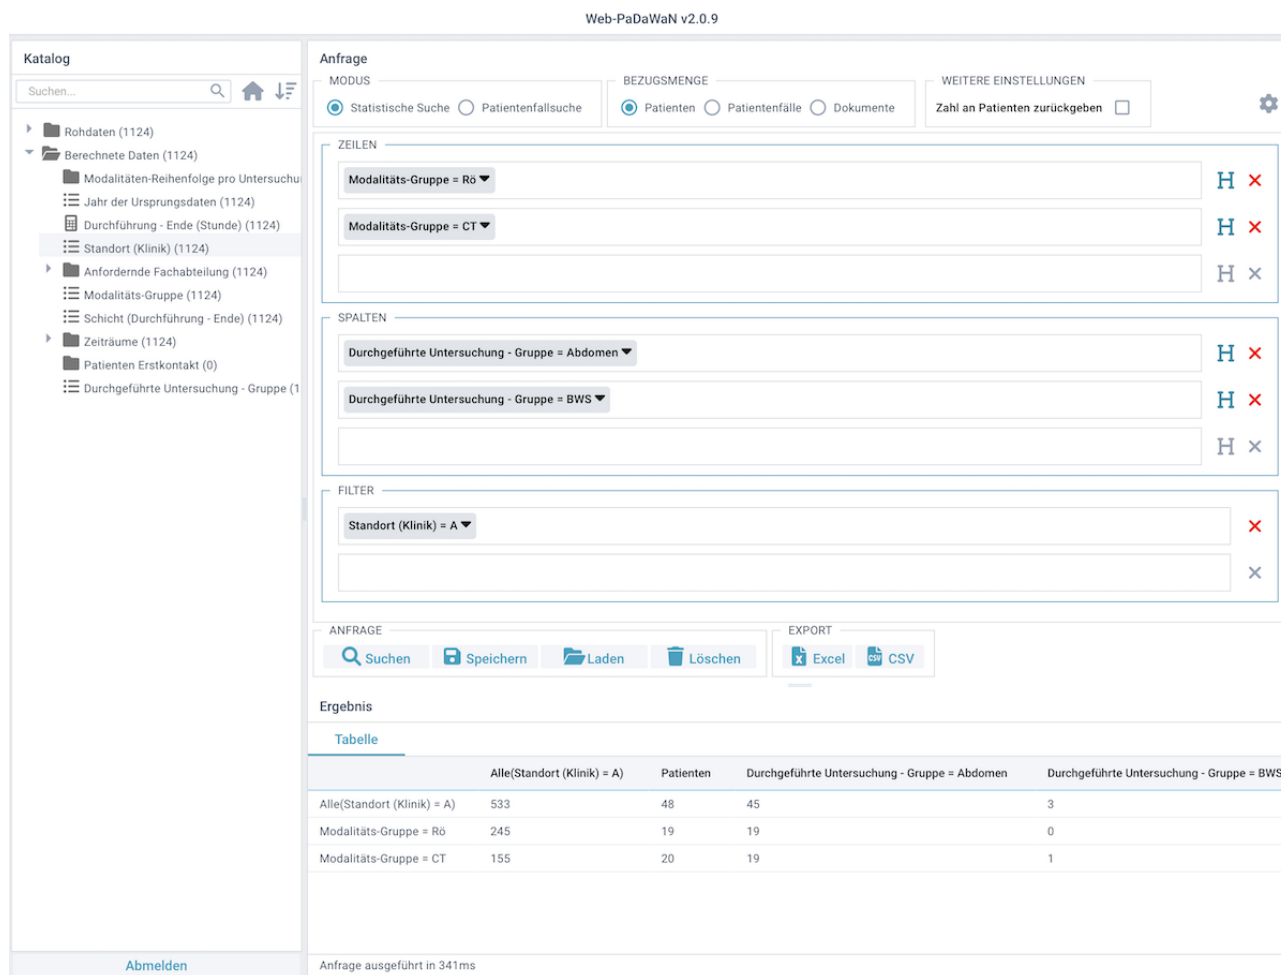 Web-PaDaWaN v2.0.9
Katalog
Suchen...
Rohdaten (1124)
Berechnete Daten (1124)
Modalitäten-Reihenfolge pro Untersuchu
Jahr der Ursprungsdaten (1124)
Durchführung - Ende (Stunde) (1124)
Standort (Klinik) (1124)
Anfordernde Fachabteilung (1124)
Modalitäts-Gruppe (1124)
Schicht (Durchführung - Ende) (1124)
Zeiträume (1124)
Patienten Erstkontakt (0)
Durchgeführte Untersuchung - Gruppe (1
Abmelden
Anfrage
MODUS
Statistische Suche Patientenfallsuche
BEZUGSMENGE
Patienten Patientenfälle Dokumente
WEITERE EINSTELLUNGEN
Zahl an Patienten zurückgeben
ZEILEN
Modalitäts-Gruppe = Rö
H
Modalitäts-Gruppe = CT
H
H
SPALTEN
Durchgeführte Untersuchung - Gruppe = Abdomen
H
Durchgeführte Untersuchung - Gruppe = BWS
H
H
FILTER
Standort (Klinik) = A
ANFRAGE
Suchen Speichern Laden Löschen
EXPORT
Excel CSV
Ergebnis
Tabelle
Alle(Standort (Klinik) = A) Patienten Durchgeführte Untersuchung - Gruppe = Abdomen Durchgeführte Untersuchung - Gruppe = BWS
Alle(Standort (Klinik) = A) 533 48 45 3
Modalitäts-Gruppe = Rö 245 19 19 0
Modalitäts-Gruppe = CT 155 20 19 1
Anfrage ausgeführt in 341ms